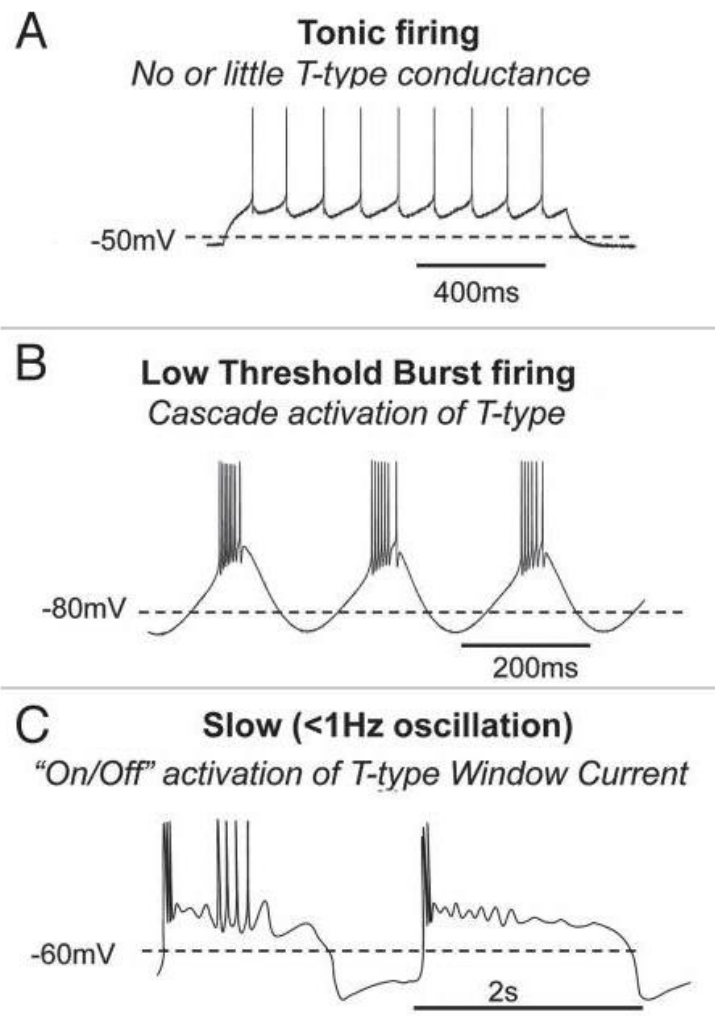 A
Tonic firing
No or little T-type conductance
-50mV
400ms
B
Low Threshold Burst firing
Cascade activation of T-type
-80mV
200ms
C
Slow (<1Hz oscillation)
“On/Off” activation of T-type Window Current
-60mV
2s